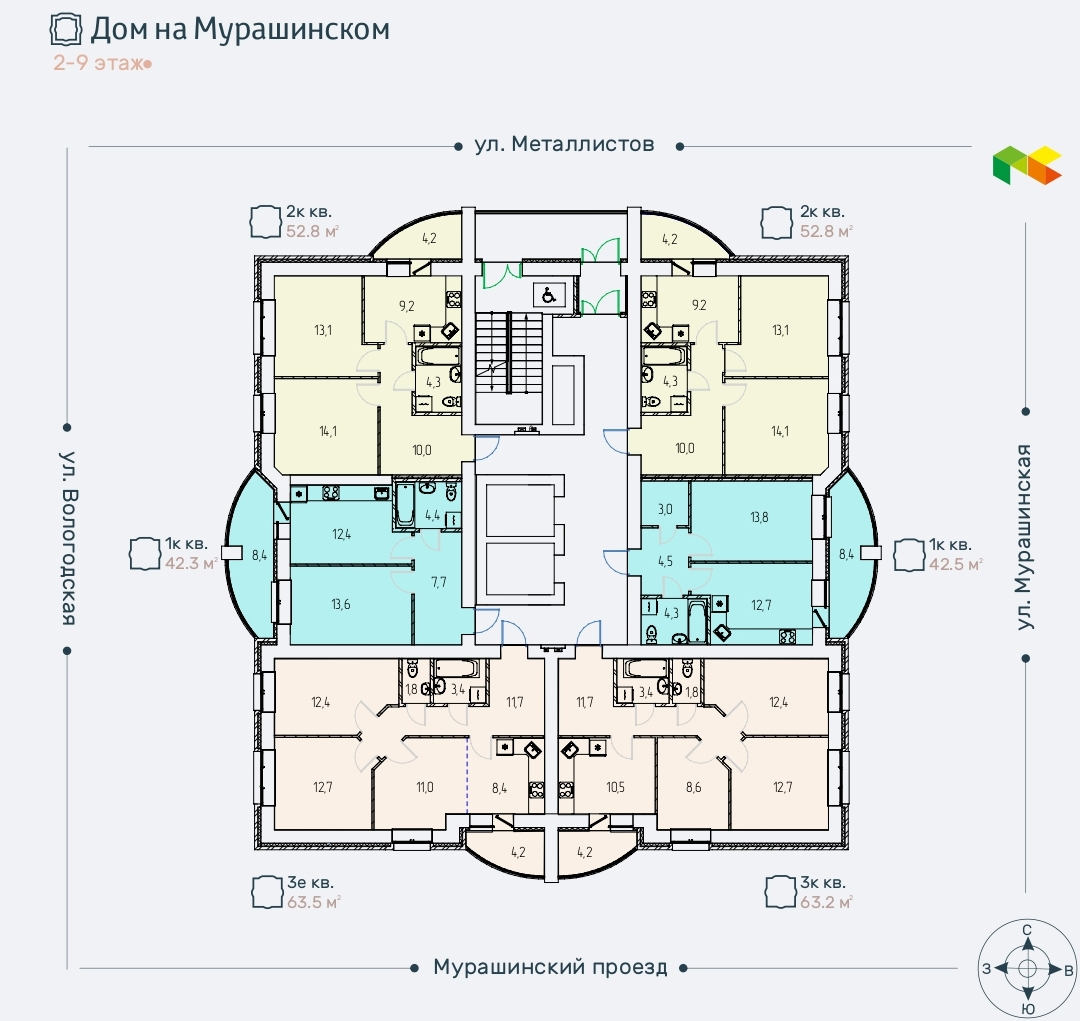 Дом на Мурашинском
2-9 этаж
ул. Металлистов
2к кв.
52.8 м²
2к кв.
52.8 м²
4,2
4,2
9,2
9,2
13,1
13,1
4,3
4,3
14,1
14,1
10,0
10,0
ул. Вологодская
ул. Мурашинская
1к кв.
42.3 м²
1к кв.
42.5 м²
4,4
3,0
13,8
12,4
8,4
8,4
4,5
7,7
13,6
12,7
4,3
1,8
3,4
3,4
1,8
12,4
11,7
11,7
12,4
12,7
11,0
8,4
10,5
8,6
12,7
4,2
4,2
3е кв.
63.5 м²
3к кв.
63.2 м²
Мурашинский проезд
С
З
В
Ю